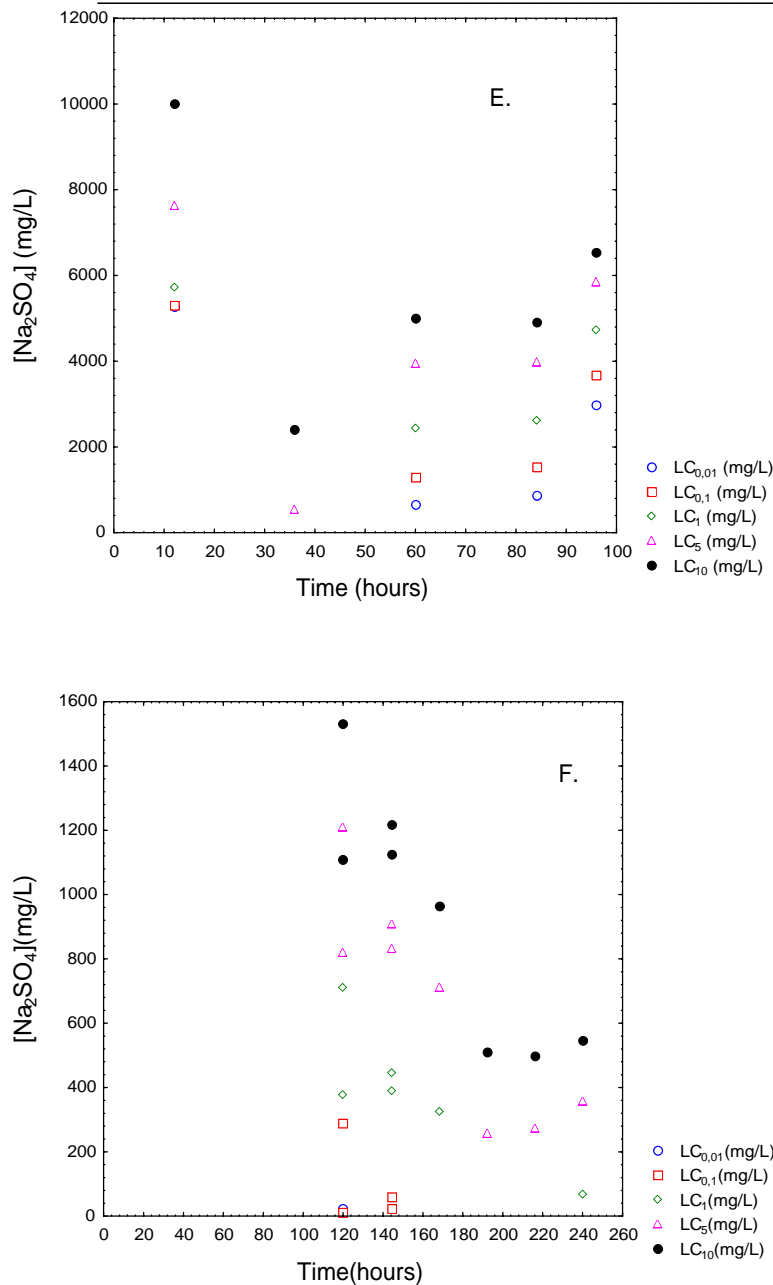 12000
10000
8000
6000
4000
2000
0
[Na₂SO₄] (mg/L)
E.
0 10 20 30 40 50 60 70 80 90 100
Time (hours)
LC₀,₀₁ (mg/L)
LC₀,₁ (mg/L)
LC₁ (mg/L)
LC₅ (mg/L)
LC₁₀ (mg/L)
1600
1400
1200
1000
800
600
400
200
0
[Na₂SO₄](mg/L)
F.
0 20 40 60 80 100 120 140 160 180 200 220 240 260
Time(hours)
LC₀,₀₁(mg/L)
LC₀,₁(mg/L)
LC₁(mg/L)
LC₅(mg/L)
LC₁₀(mg/L)